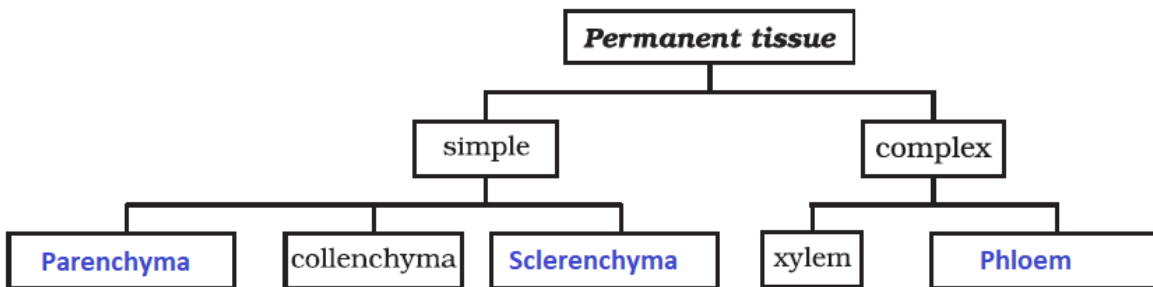 Permanent tissue
simple
complex
Parenchyma
collenchyma
Sclerenchyma
xylem
Phloem